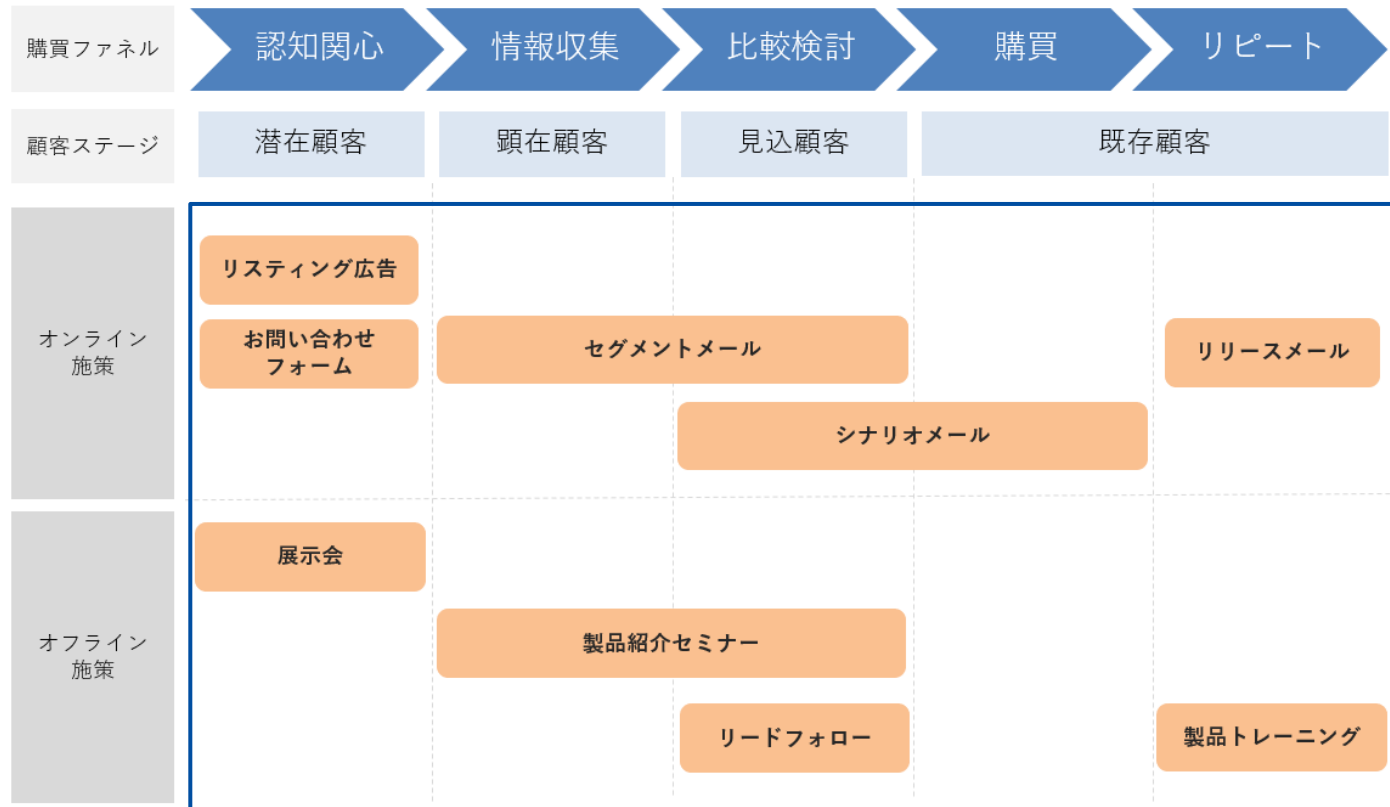 購買ファネル
認知関心
情報収集
比較検討
購買
リピート
顧客ステージ
潜在顧客
顕在顧客
見込顧客
既存顧客
オンライン
施策
リスティング広告
お問い合わせ
フォーム
セグメントメール
リリースメール
シナリオメール
オフライン
施策
展示会
製品紹介セミナー
リードフォロー
製品トレーニング